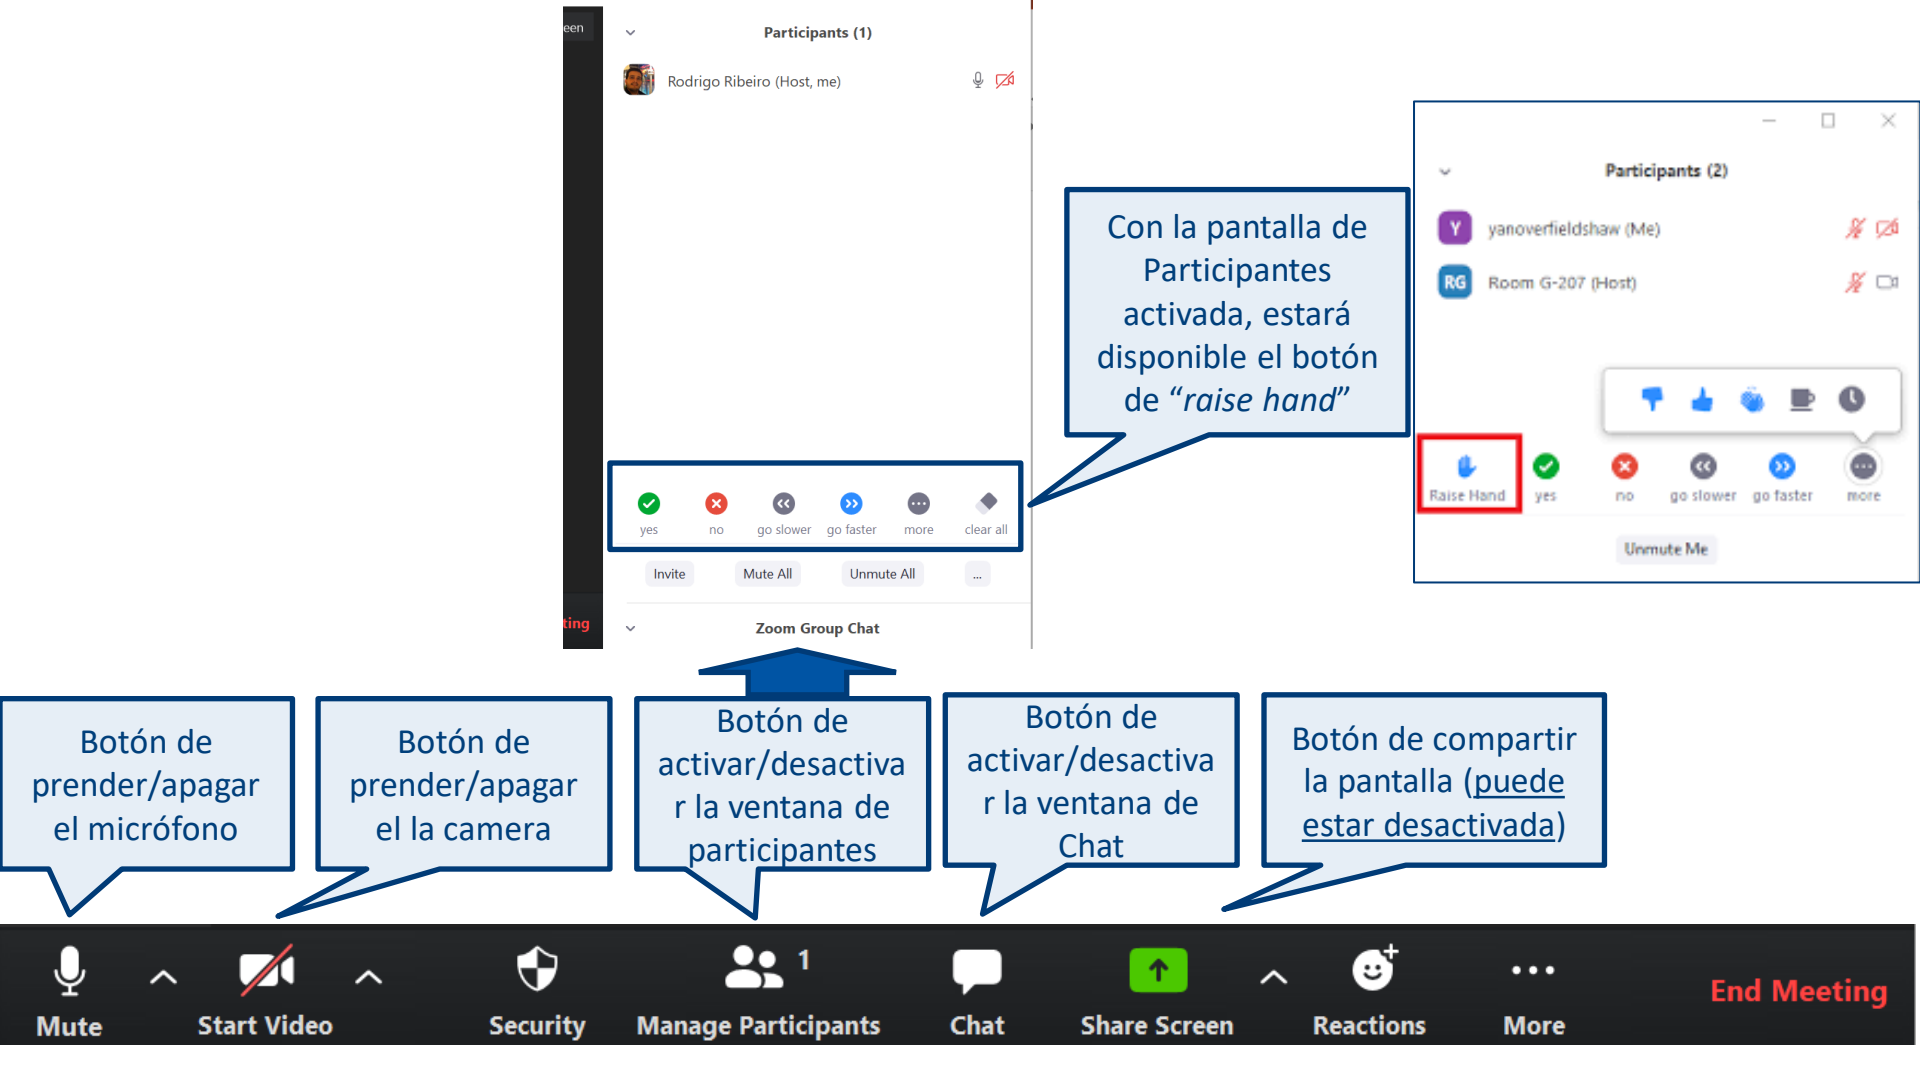 een
Participants (1)
Rodrigo Ribeiro (Host, me)
yes no go slower go faster more clear all
Invite Mute All Unmute All ...
ting
Zoom Group Chat
Con la pantalla de
Participantes
activada, estará
disponible el botón
de “raise hand”
Participants (2)
Y yanoverfieldshaw (Me)
RG Room G-207 (Host)
Raise Hand yes no go slower go faster more
Unmute Me
Botón de
prender/apagar
el micrófono
Botón de
prender/apagar
el la camera
Botón de
activar/desactiva
r la ventana de
participantes
Botón de
activar/desactiva
r la ventana de
Chat
Botón de compartir
la pantalla (puede
estar desactivada)
1
Mute Start Video Security Manage Participants Chat Share Screen Reactions More End Meeting